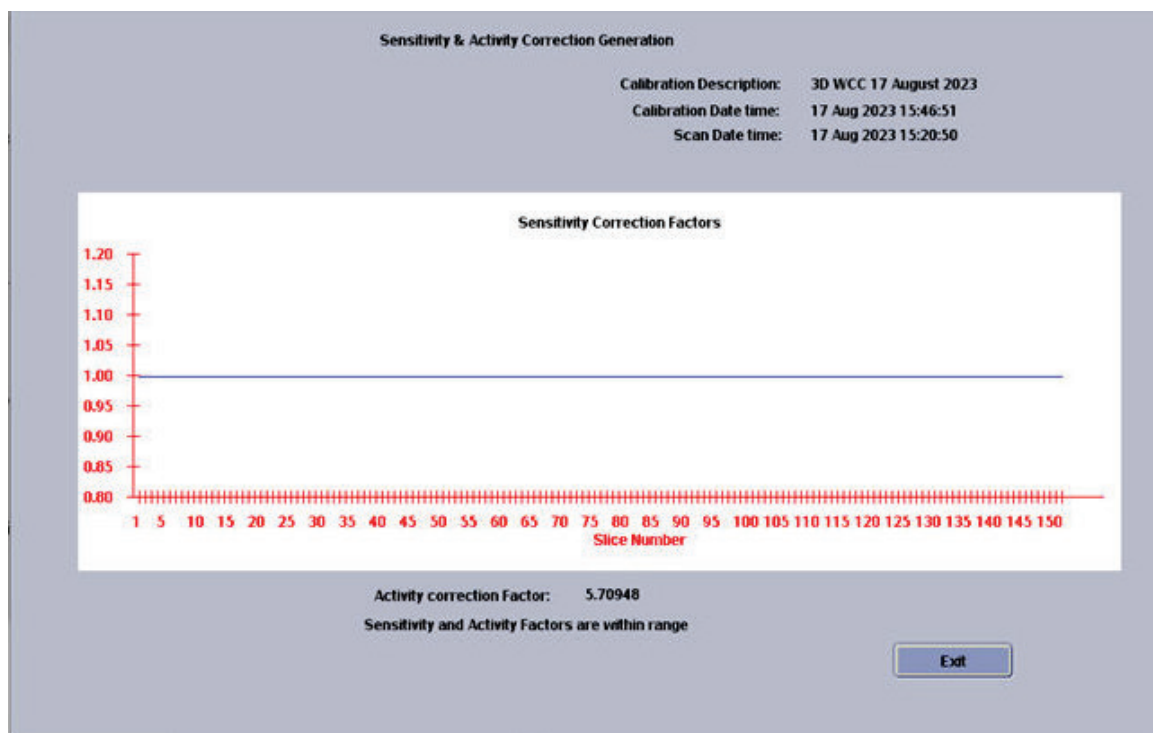 Sensitivity & Activity Correction Generation
Calibration Description: 3D WCC 17 August 2023
Calibration Date time: 17 Aug 2023 15:46:51
Scan Date time: 17 Aug 2023 15:20:50
Sensitivity Correction Factors
1.20
1.15
1.10
1.05
1.00
0.95
0.90
0.85
0.80
1 5 10 15 20 25 30 35 40 45 50 55 60 65 70 75 80 85 90 95 100 105 110 115 120 125 130 135 140 145 150
Slice Number
Activity correction Factor: 5.70948
Sensitivity and Activity Factors are within range
Exit